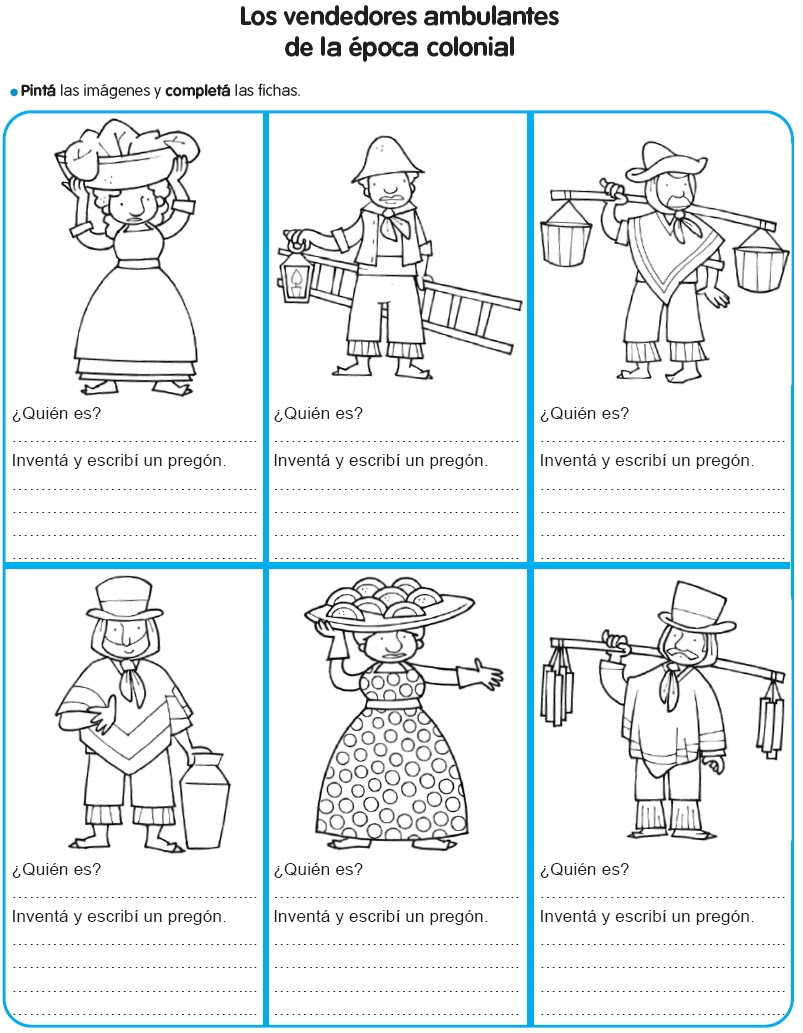 Los vendedores ambulantes
de la época colonial
• Pintá las imágenes y completá las fichas.
¿Quién es?
Inventá y escribí un pregón.
¿Quién es?
Inventá y escribí un pregón.
¿Quién es?
Inventá y escribí un pregón.
¿Quién es?
Inventá y escribí un pregón.
¿Quién es?
Inventá y escribí un pregón.
¿Quién es?
Inventá y escribí un pregón.